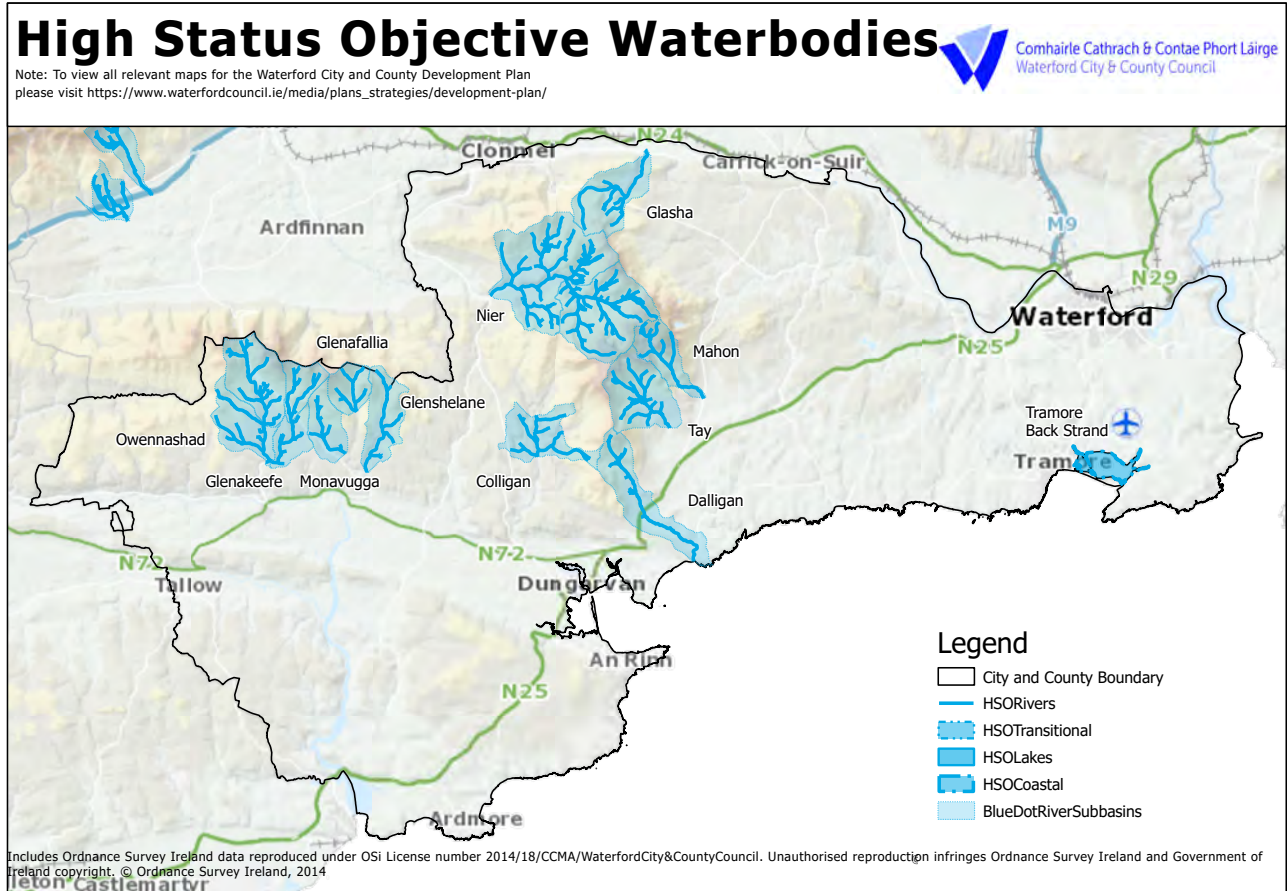 High Status Objective Waterbodies
Note: To view all relevant maps for the Waterford City and County Development Plan
please visit https://www.waterfordcouncil.ie/media/plans_strategies/development-plan/
Comhairle Cathrach & Contae Phort Láirge
Waterford City & County Council
N24
Clonmel
Carrick-on-Suir
Glasha
Ardfinnan
M9
N29
Nier
Waterford
Glenafallia
N25
Mahon
Glenshelane
Tramore
Back Strand
Owennashad
Tay
Tramore
Glenakeefe
Monavugga
Colligan
Dalligan
N72
N72
Tallow
Dungarvan
An Rinn
N25
Ardmore
Legend
City and County Boundary
HSORivers
HSOTransitional
HSOLakes
HSOCoastal
BlueDotRiverSubbasins
Includes Ordnance Survey Ireland data reproduced under OSi License number 2014/18/CCMA/WaterfordCity&CountyCouncil. Unauthorised reproduction infringes Ordnance Survey Ireland and Government of
Ireland copyright. © Ordnance Survey Ireland, 2014
letonَ Castlemartyr